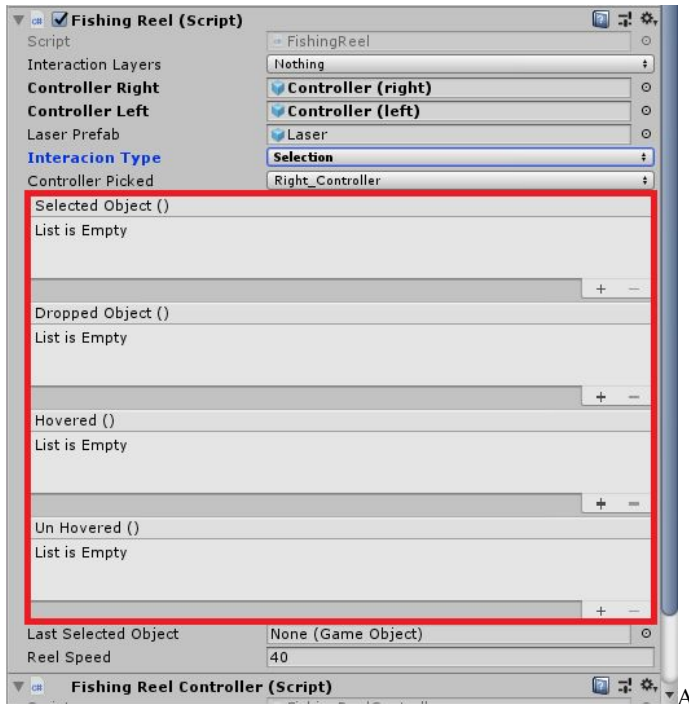 Fishing Reel (Script)
Script FishingReel
Interaction Layers Nothing
Controller Right Controller (right)
Controller Left Controller (left)
Laser Prefab Laser
Interacion Type Selection
Controller Picked Right_Controller
Selected Object ()
List is Empty
+ −
Dropped Object ()
List is Empty
+ −
Hovered ()
List is Empty
+ −
Un Hovered ()
List is Empty
+ −
Last Selected Object None (Game Object)
Reel Speed 40
Fishing Reel Controller (Script)
A